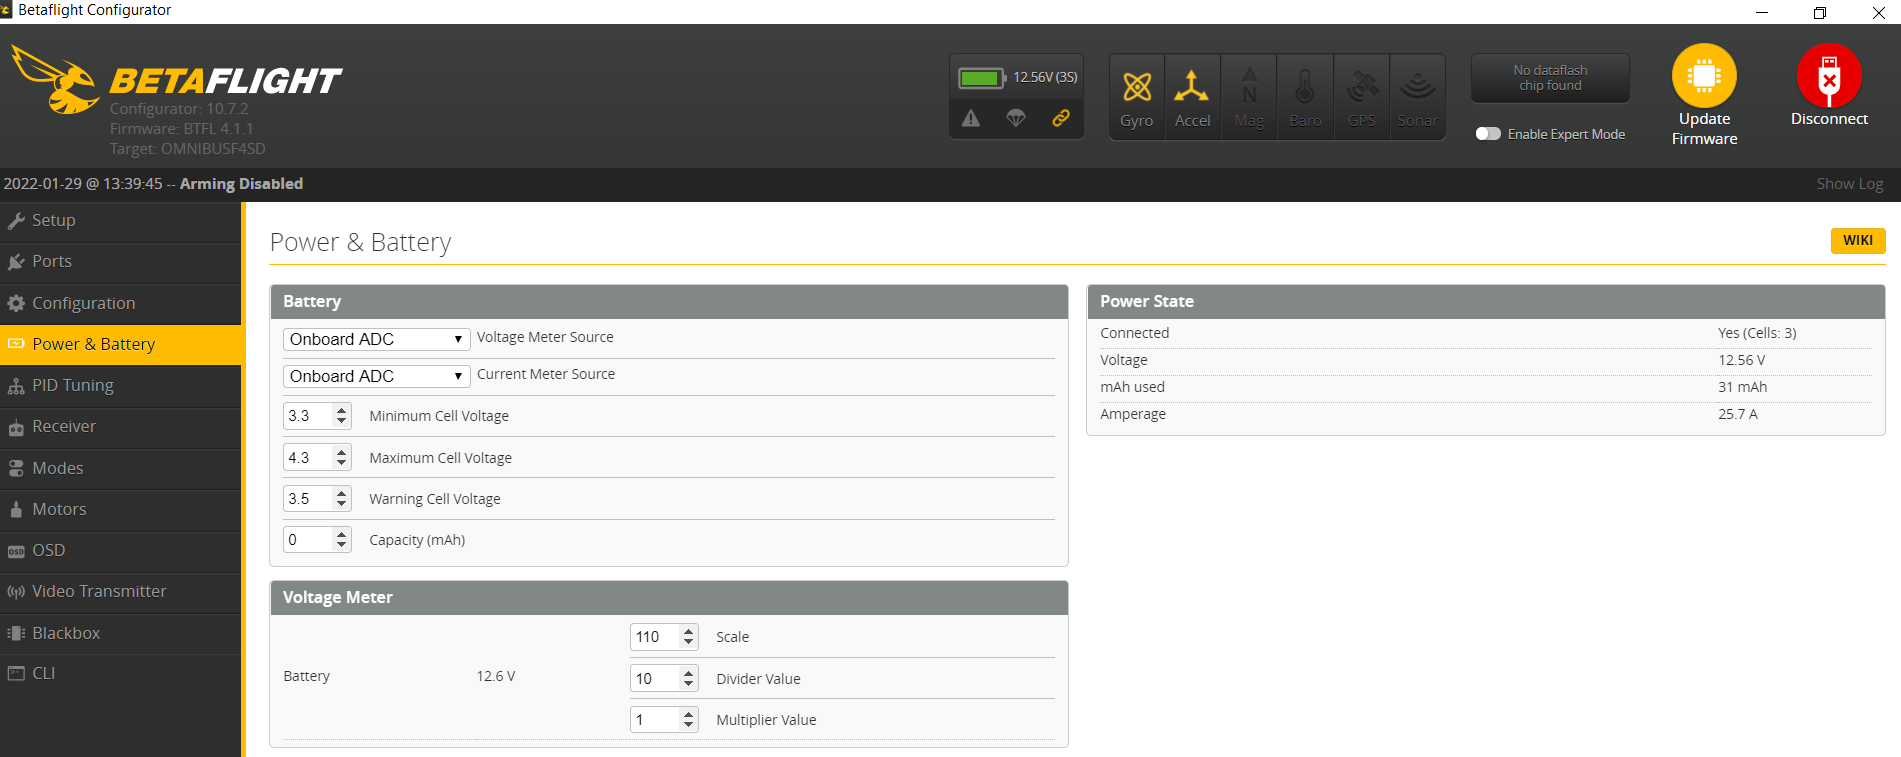 Betaflight Configurator
BETAFLIGHT
Configurator: 10.7.2
Firmware: BTFL 4.1.1
Target: OMNIBUSF4SD
12.56V (3S)
Gyro
Accel
N
Mag
Baro
GPS
Sonar
No dataflash
chip found
Enable Expert Mode
Update
Firmware
Disconnect
2022-01-29 @ 13:39:45 -- Arming Disabled
Show Log
Setup
Ports
Configuration
Power & Battery
PID Tuning
Receiver
Modes
Motors
OSD OSD
Video Transmitter
Blackbox
CLI
Power & Battery
WIKI
Battery
Onboard ADC Voltage Meter Source
Onboard ADC Current Meter Source
3.3 Minimum Cell Voltage
4.3 Maximum Cell Voltage
3.5 Warning Cell Voltage
0 Capacity (mAh)
Power State
Connected Yes (Cells: 3)
Voltage 12.56 V
mAh used 31 mAh
Amperage 25.7 A
Voltage Meter
Battery 12.6 V
110 Scale
10 Divider Value
1 Multiplier Value